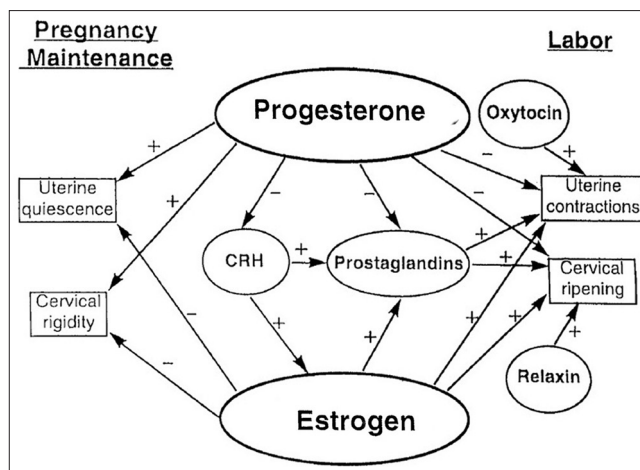 Pregnancy
Maintenance
Labor
Progesterone
Oxytocin
+
+
-
-
-
-
+
Uterine
quiescence
Uterine
contractions
+
CRH
+
Prostaglandins
+
+
Cervical
ripening
Cervical
rigidity
-
+
+
+
+
+
-
Relaxin
Estrogen